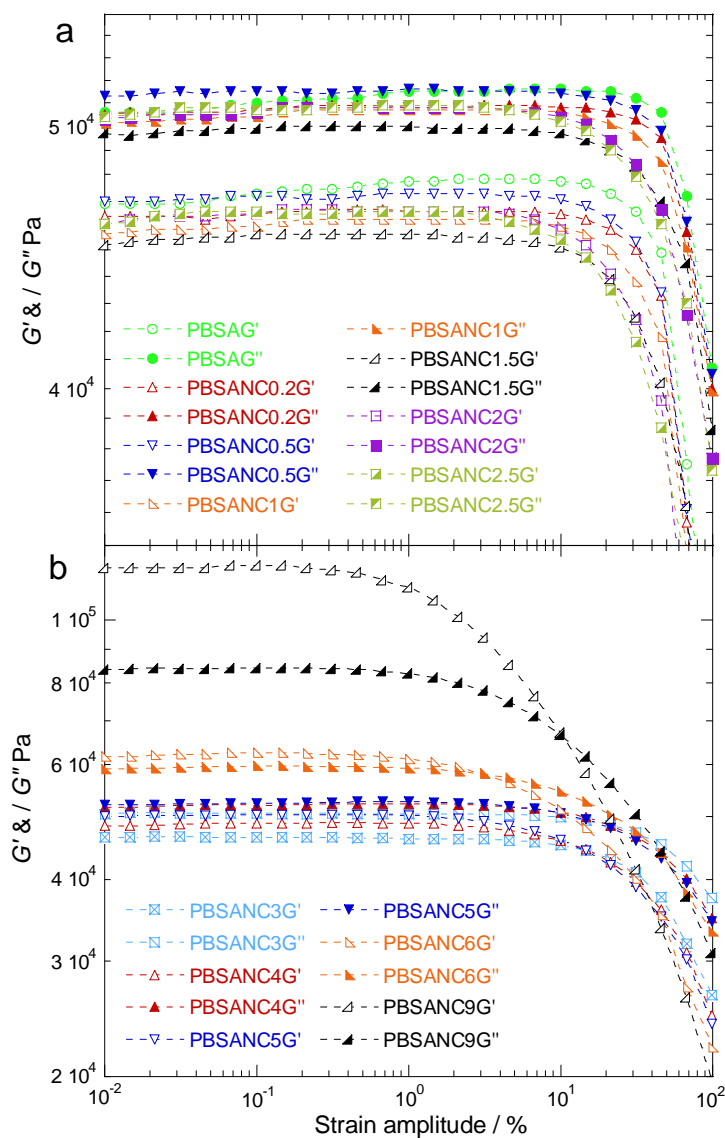 a
5 10⁴
4 10⁴
G' & / G" Pa
PBSAG'
PBSAG"
PBSANC0.2G'
PBSANC0.2G"
PBSANC0.5G'
PBSANC0.5G"
PBSANC1G'
PBSANC1G"
PBSANC1.5G'
PBSANC1.5G"
PBSANC2G'
PBSANC2G"
PBSANC2.5G'
PBSANC2.5G"
b
1 10⁵
8 10⁴
6 10⁴
4 10⁴
3 10⁴
2 10⁴
G' & / G" Pa
PBSANC3G'
PBSANC3G"
PBSANC4G'
PBSANC4G"
PBSANC5G'
PBSANC5G"
PBSANC6G'
PBSANC6G"
PBSANC9G'
PBSANC9G"
10⁻² 10⁻¹ 10⁰ 10¹ 10²
Strain amplitude / %